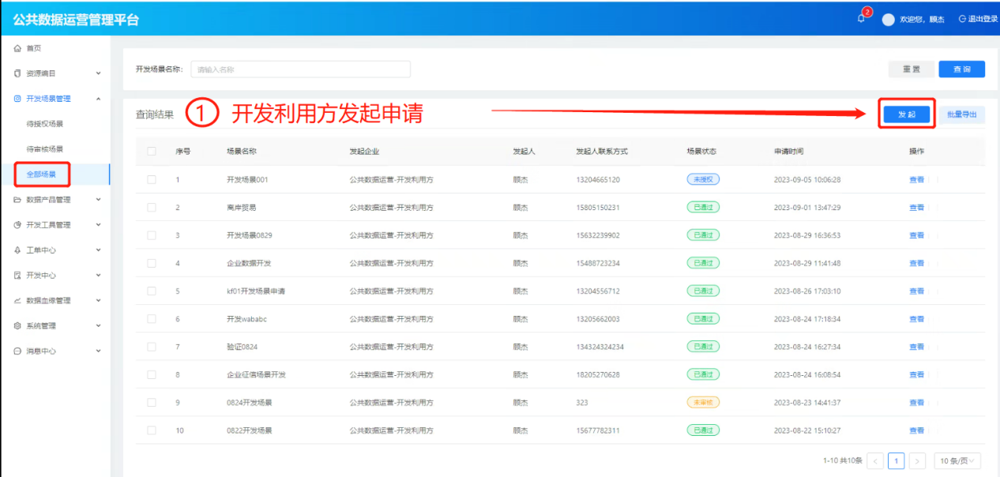 公共数据运营管理平台
2
欢迎您，顾杰
退出登录
首页
资源编目
开发场景管理
待授权场景
待审核场景
全部场景
数据产品管理
开发工具管理
工单中心
开发中心
数据血缘管理
系统管理
消息中心
开发场景名称： 请输入名称 重置 查询
查询结果 ① 开发利用方发起申请 发起 批量导出
序号 场景名称 发起企业 发起人 发起人联系方式 场景状态 申请时间 操作
1 开发场景001 公共数据运营-开发利用方 顾杰 13204665120 未授权 2023-09-05 10:06:28 查看
2 离岸贸易 公共数据运营-开发利用方 顾杰 15805150231 已通过 2023-09-01 13:47:29 查看
3 开发场景0829 公共数据运营-开发利用方 顾杰 15632239902 已通过 2023-08-29 16:36:53 查看
4 企业数据开发 公共数据运营-开发利用方 顾杰 15488723234 已通过 2023-08-29 11:41:48 查看
5 kf01开发场景申请 公共数据运营-开发利用方 顾杰 13204556712 已通过 2023-08-26 17:03:10 查看
6 开发wababc 公共数据运营-开发利用方 顾杰 13205662003 已通过 2023-08-24 17:18:34 查看
7 验证0824 公共数据运营-开发利用方 顾杰 134324324234 已通过 2023-08-24 16:27:34 查看
8 企业征信场景开发 公共数据运营-开发利用方 顾杰 18205270628 已通过 2023-08-24 16:08:54 查看
9 0824开发场景 公共数据运营-开发利用方 顾杰 323 未审核 2023-08-23 14:41:37 查看
10 0822开发场景 公共数据运营-开发利用方 顾杰 15677782311 已通过 2023-08-22 15:10:27 查看
1-10 共10条 < 1 > 10 条/页